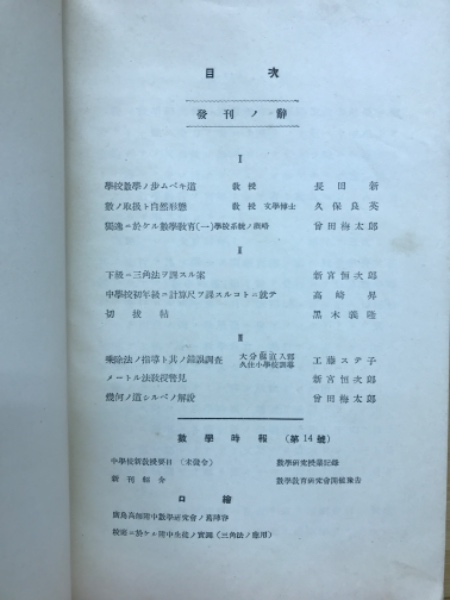 目次
發刊ノ辭
I
學校數學ノ歩ムベキ道 教授 長田新
數ノ取扱ト自然形態 教授 文學博士 久保良英
獨逸ニ於ケル數學教育(一)學校系統ノ概略 曾田梅太郎
II
下級ニ三角法ヲ課スル案 新宮恒次郎
中學校初年級ニ計算尺ヲ課スルコトニ就テ 高崎昇
切拔帖 黒木義隆
III
乘除法ノ指導ト其ノ錯誤調査 大分縣直入郡久住小學校訓導 工藤ステ子
メートル法教授管見 新宮恒次郎
幾何ノ道シルベノ解説 曾田梅太郎
數學時報 (第14號)
中學校新教授要目 (未發令) 數學研究授業記録
新刊紹介 數學教育研究會開催豫告
口繪
廣島高師附中數學研究會ノ萬陣容
校庭ニ於ケル附中生徒ノ實測 (三角法ノ應用)